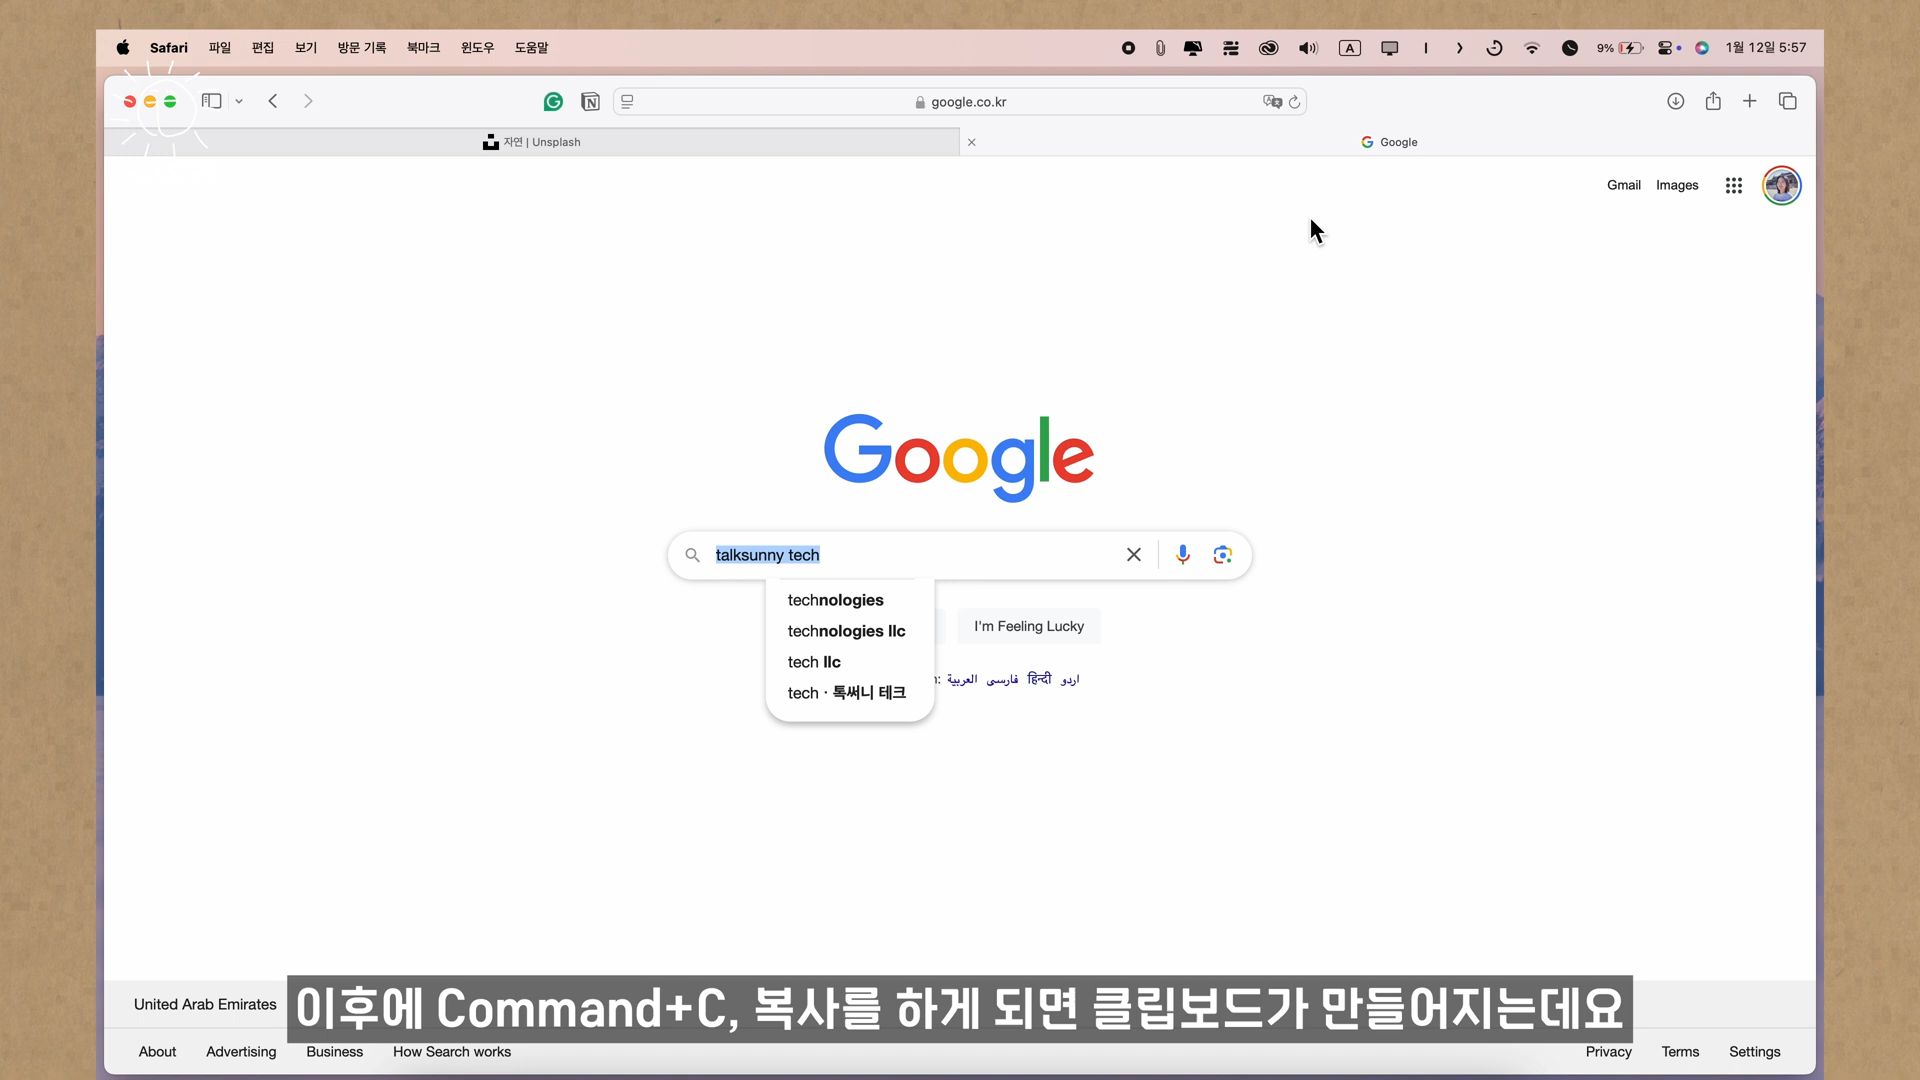 Safari 파일 편집 보기 방문 기록 북마크 윈도우 도움말 A 9% 1월 12일 5:57
google.co.kr
자연 | Unsplash
Google
Gmail Images
Google
talksunny tech
technologies
technologies llc
tech llc
tech · 톡써니 테크
I'm Feeling Lucky
العربية فارسی हिन्दी اردو
United Arab Emirates
이후에 Command+C, 복사를 하게 되면 클립보드가 만들어지는데요
About Advertising Business How Search works Privacy Terms Settings